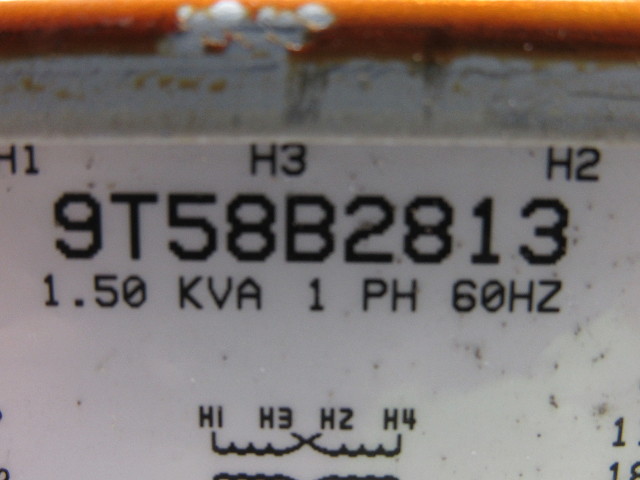 H1 H3 H2
9T58B2813
1.50 KVA 1 PH 60HZ
H1 H3 H2 H4